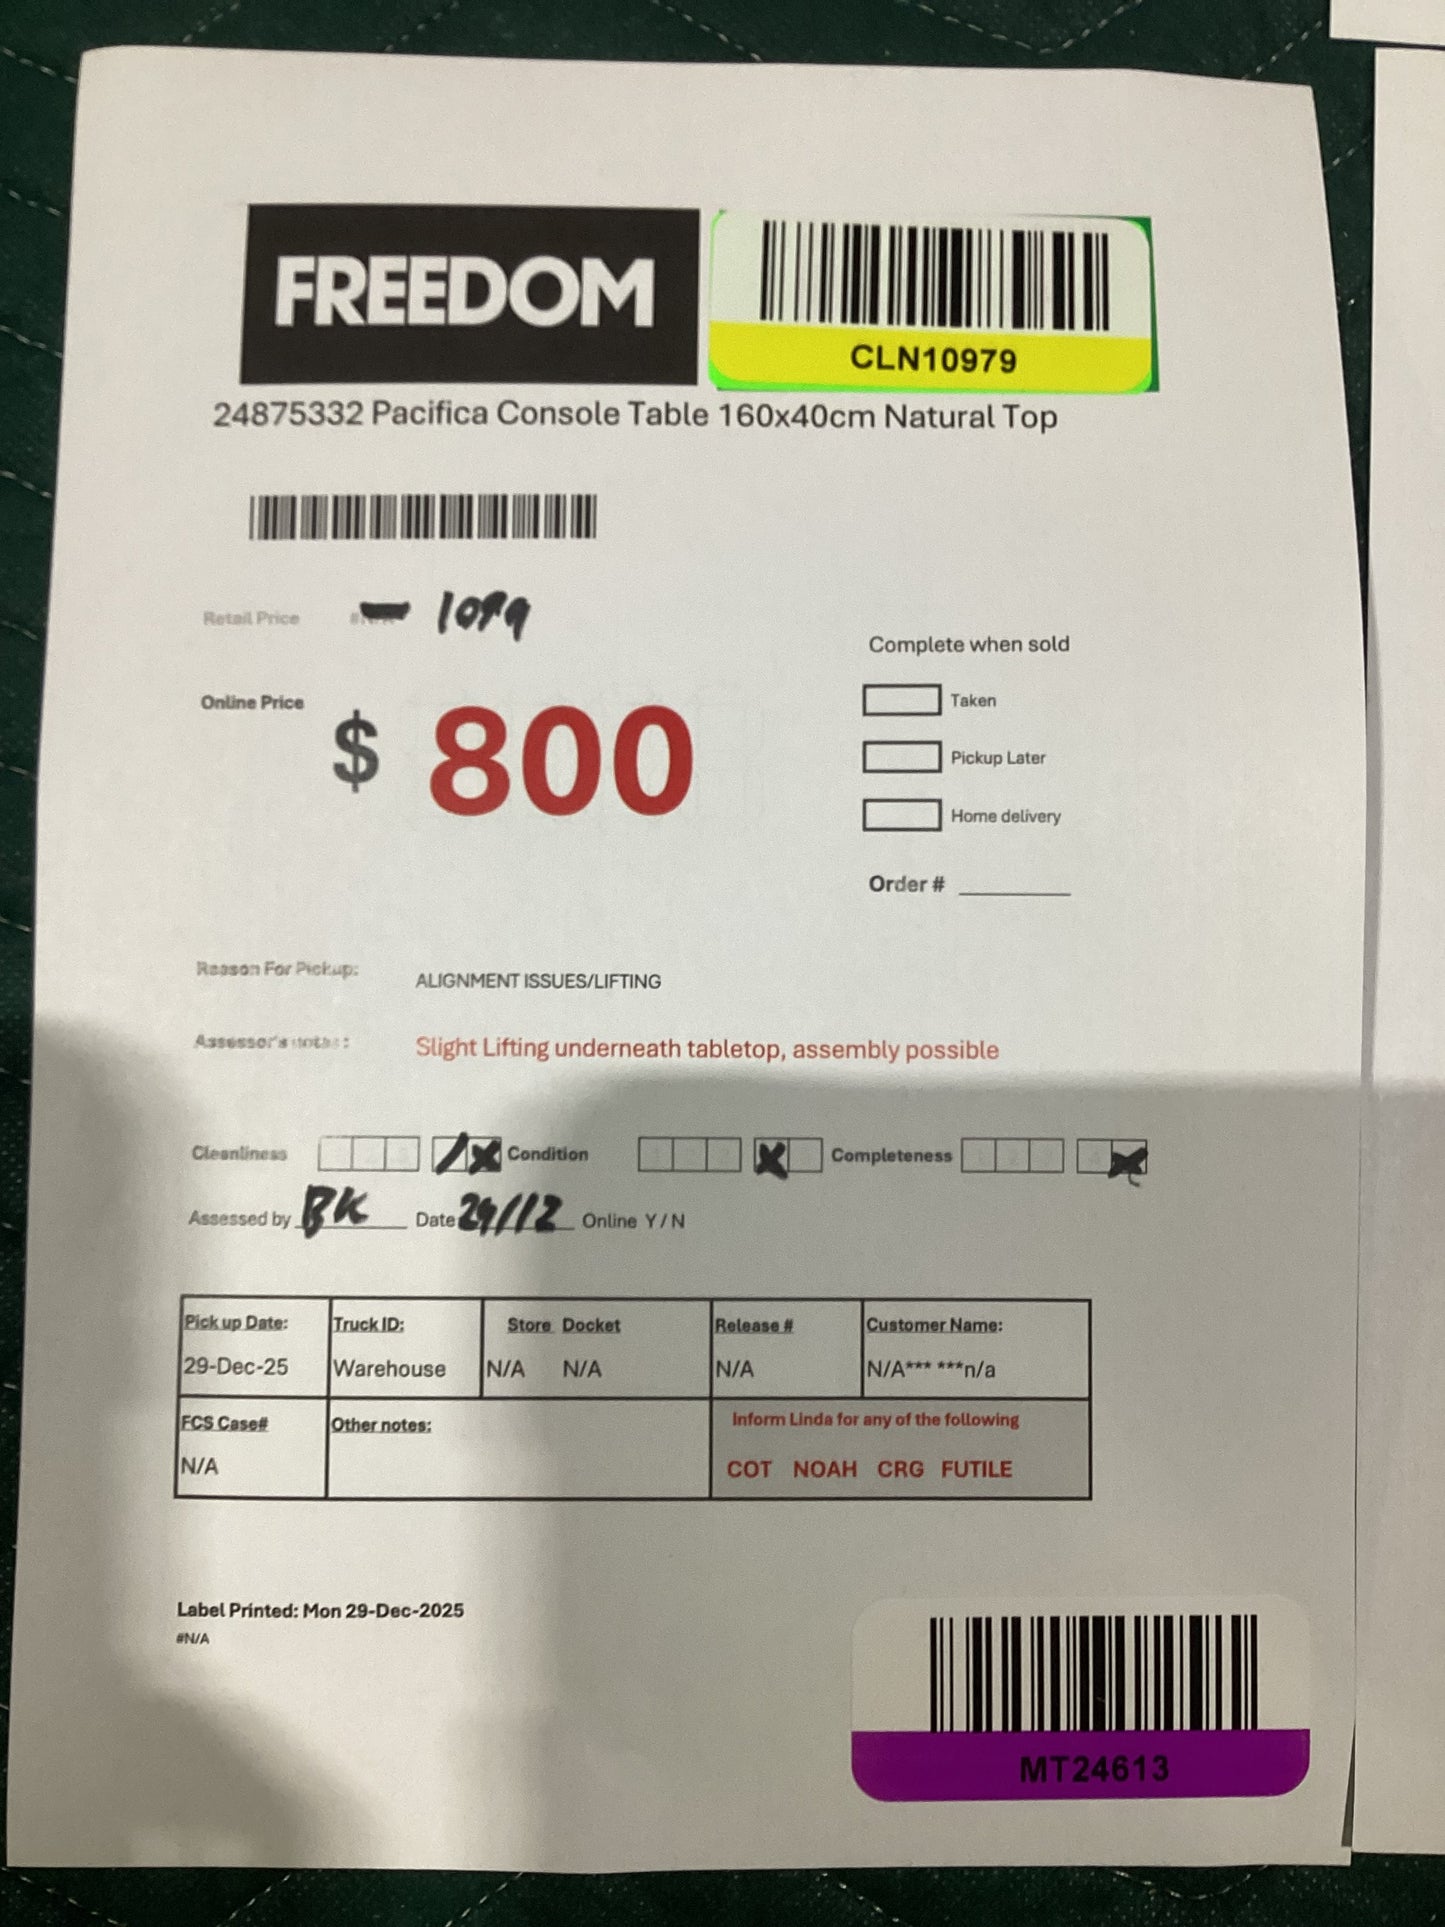 FREEDOM
CLN10979
24875332 Pacifica Console Table 160x40cm Natural Top
Retail Price 1099
Complete when sold
Online Price $ 800
Taken
Pickup Later
Home delivery
Order #
Reason For Pickup: ALIGNMENT ISSUES/LIFTING
Assessor's notes: Slight Lifting underneath tabletop, assembly possible
Cleanliness Condition Completeness
Assessed by BK Date 29/12 Online Y / N
Pick up Date: Truck ID: Store Docket Release # Customer Name:
29-Dec-25 Warehouse N/A N/A N/A N/A*** ***n/a
FCS Case# Other notes: Inform Linda for any of the following
N/A COT NOAH CRG FUTILE
Label Printed: Mon 29-Dec-2025
#N/A
MT24613